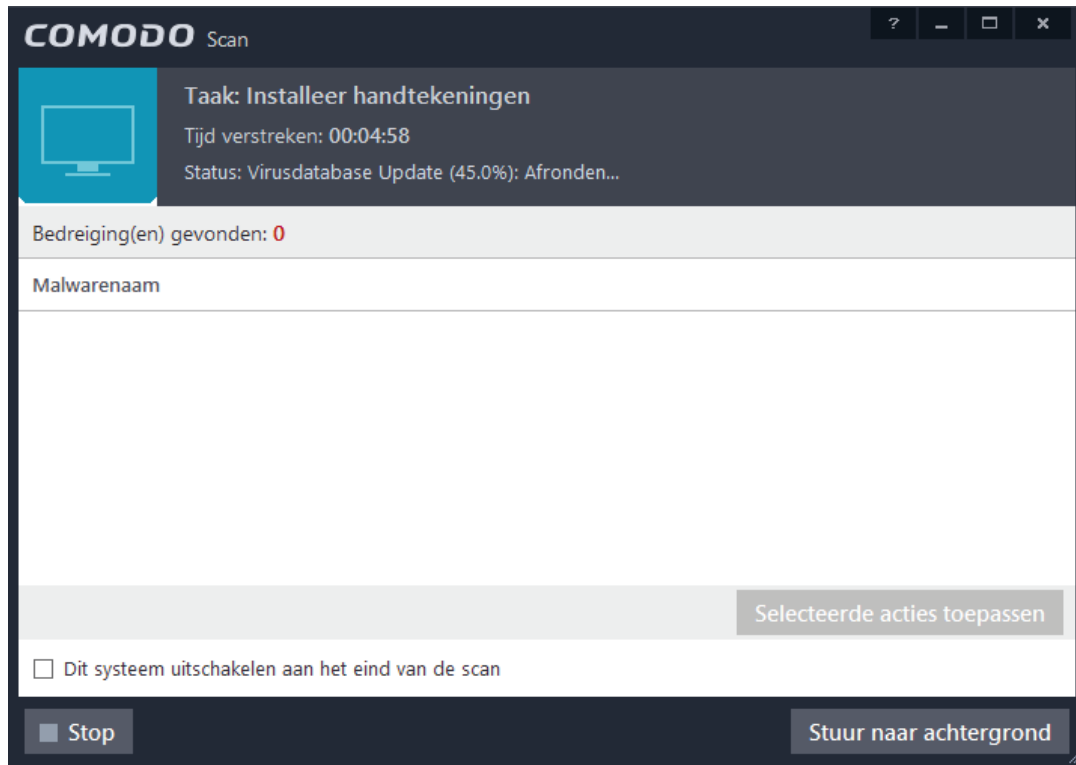 COMODO Scan
?
Taak: Installeer handtekeningen
Tijd verstreken: 00:04:58
Status: Virusdatabase Update (45.0%): Afronden...
Bedreiging(en) gevonden: 0
Malwarenaam
Selecteerde acties toepassen
Dit systeem uitschakelen aan het eind van de scan
Stop
Stuur naar achtergrond